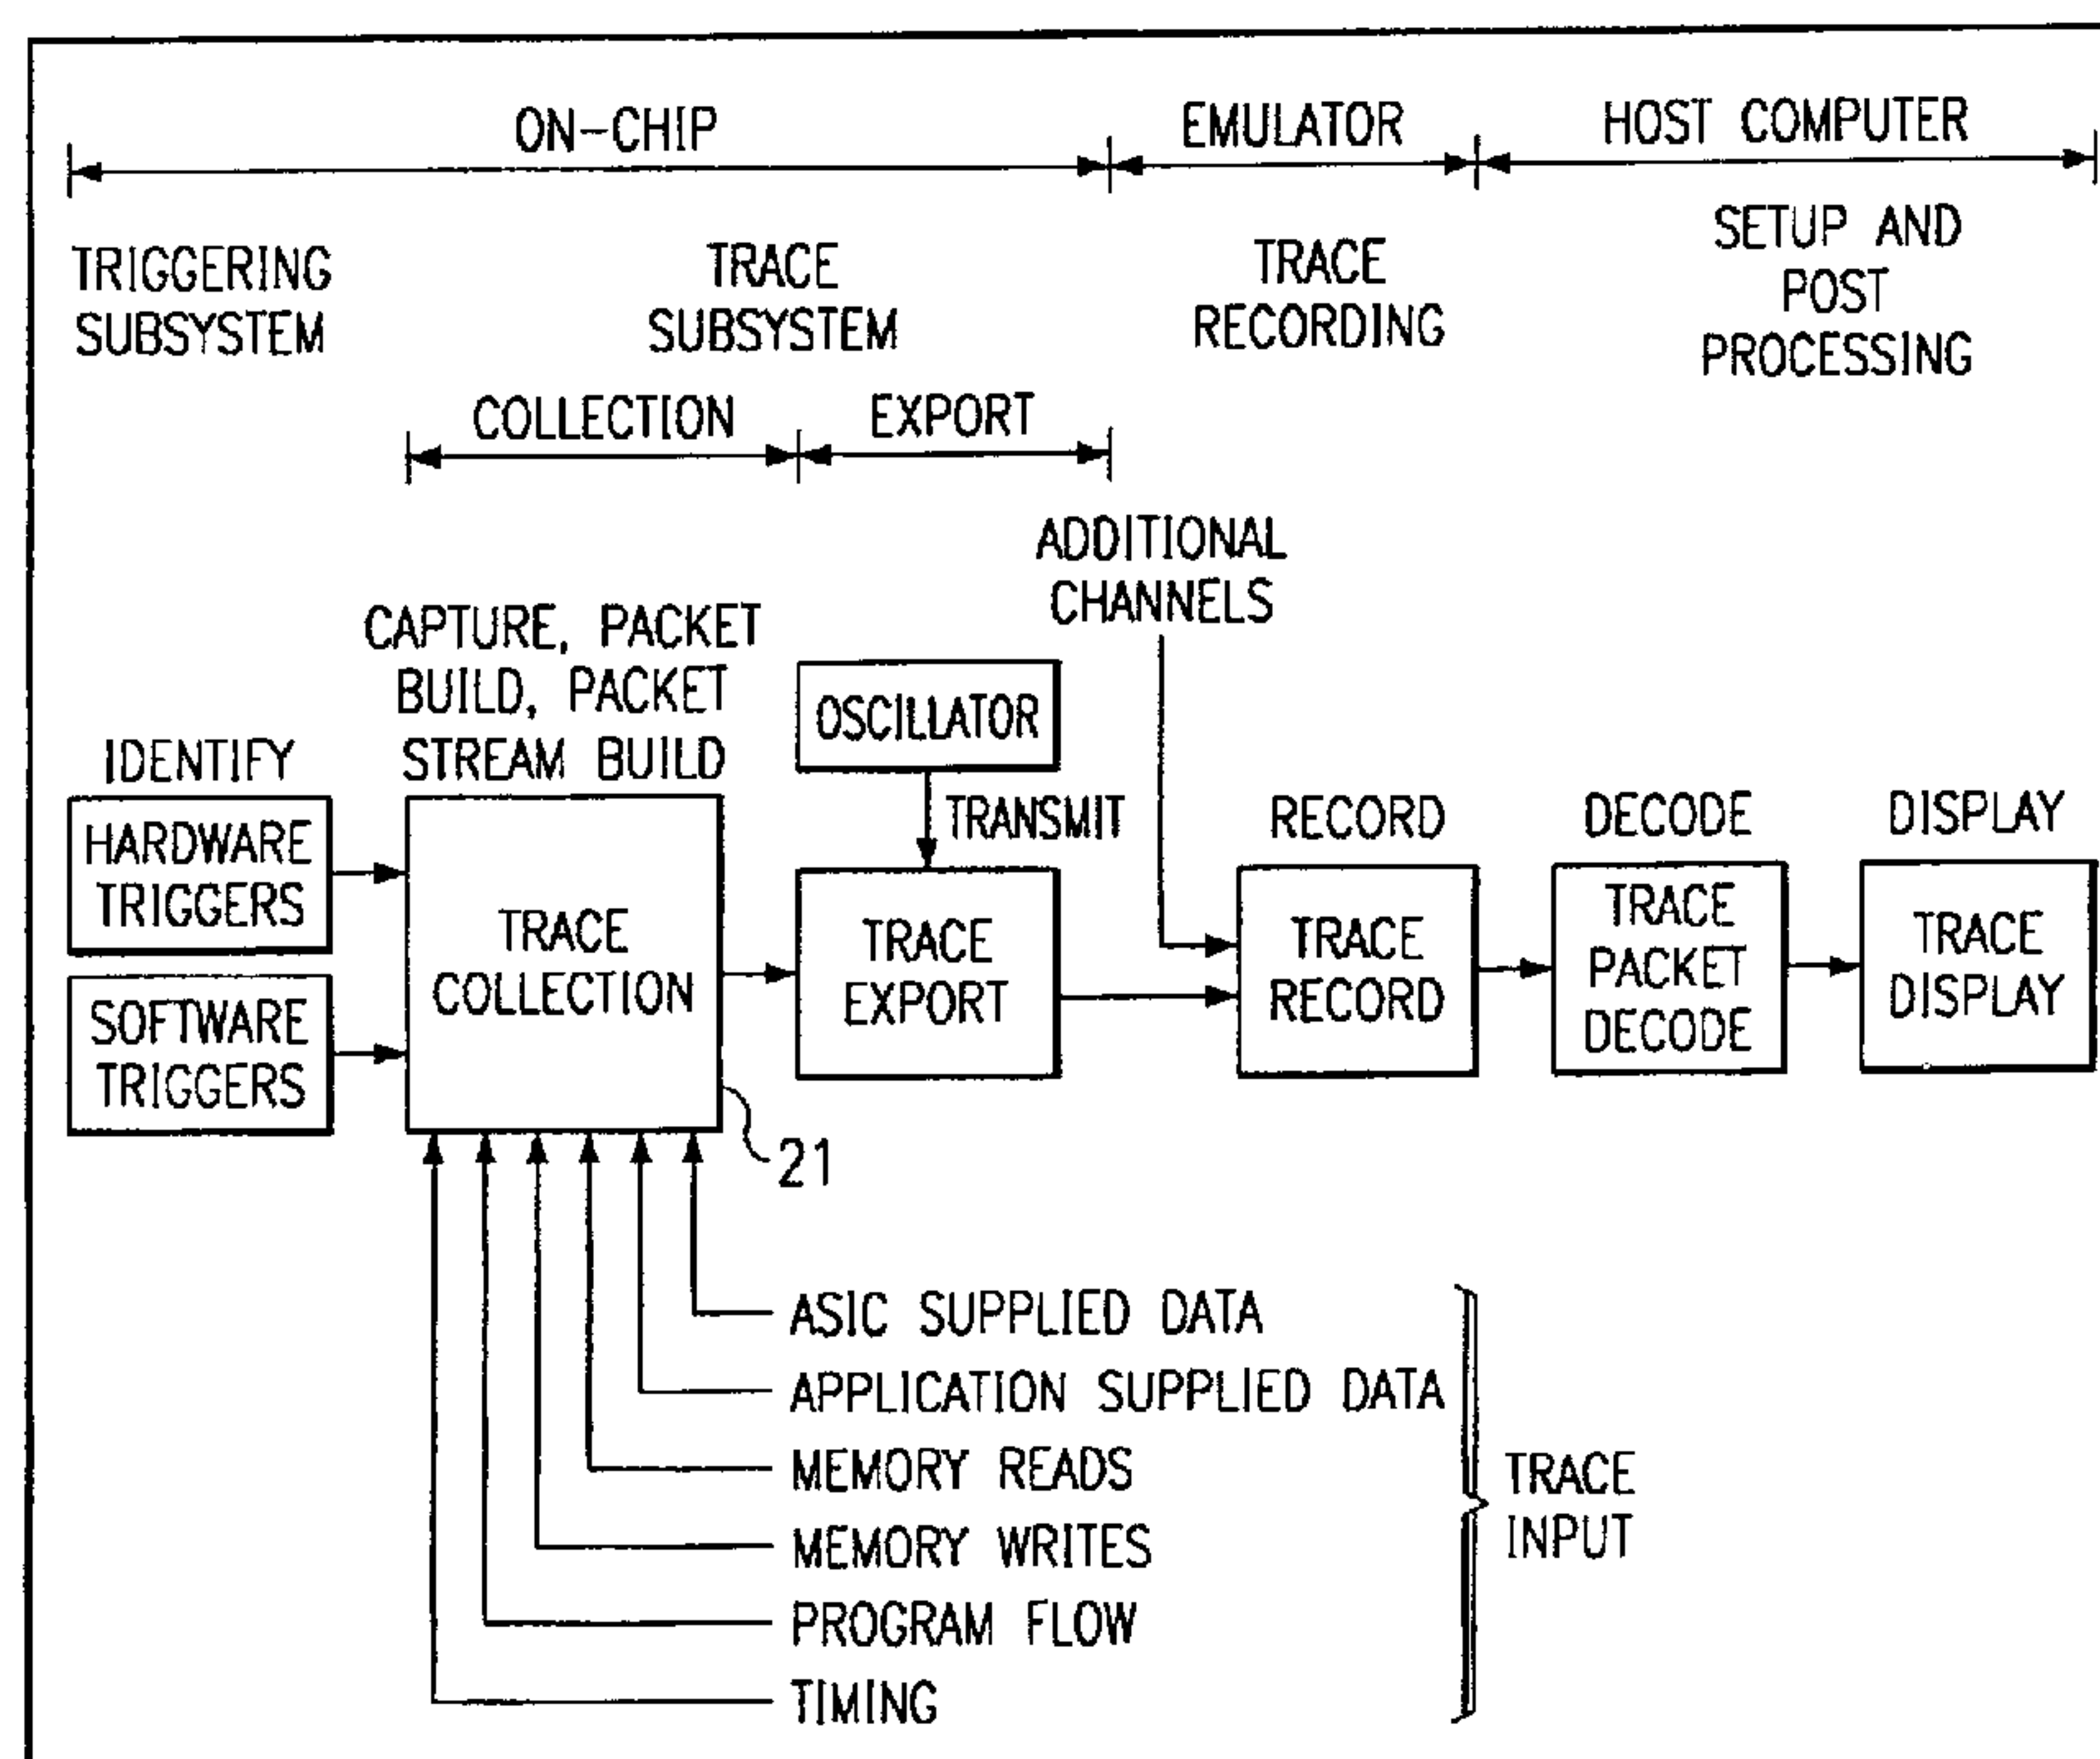 ON-CHIP
EMULATOR
HOST COMPUTER
TRIGGERING
SUBSYSTEM
TRACE
SUBSYSTEM
TRACE
RECORDING
SETUP AND
POST
PROCESSING
COLLECTION
EXPORT
ADDITIONAL
CHANNELS
CAPTURE, PACKET
BUILD, PACKET
STREAM BUILD
OSCILLATOR
IDENTIFY
TRANSMIT
RECORD
DECODE
DISPLAY
HARDWARE
TRIGGERS
SOFTWARE
TRIGGERS
TRACE
COLLECTION
TRACE
EXPORT
TRACE
RECORD
TRACE
PACKET
DECODE
TRACE
DISPLAY
21
ASIC SUPPLIED DATA
APPLICATION SUPPLIED DATA
MEMORY READS
MEMORY WRITES
PROGRAM FLOW
TIMING
TRACE
INPUT